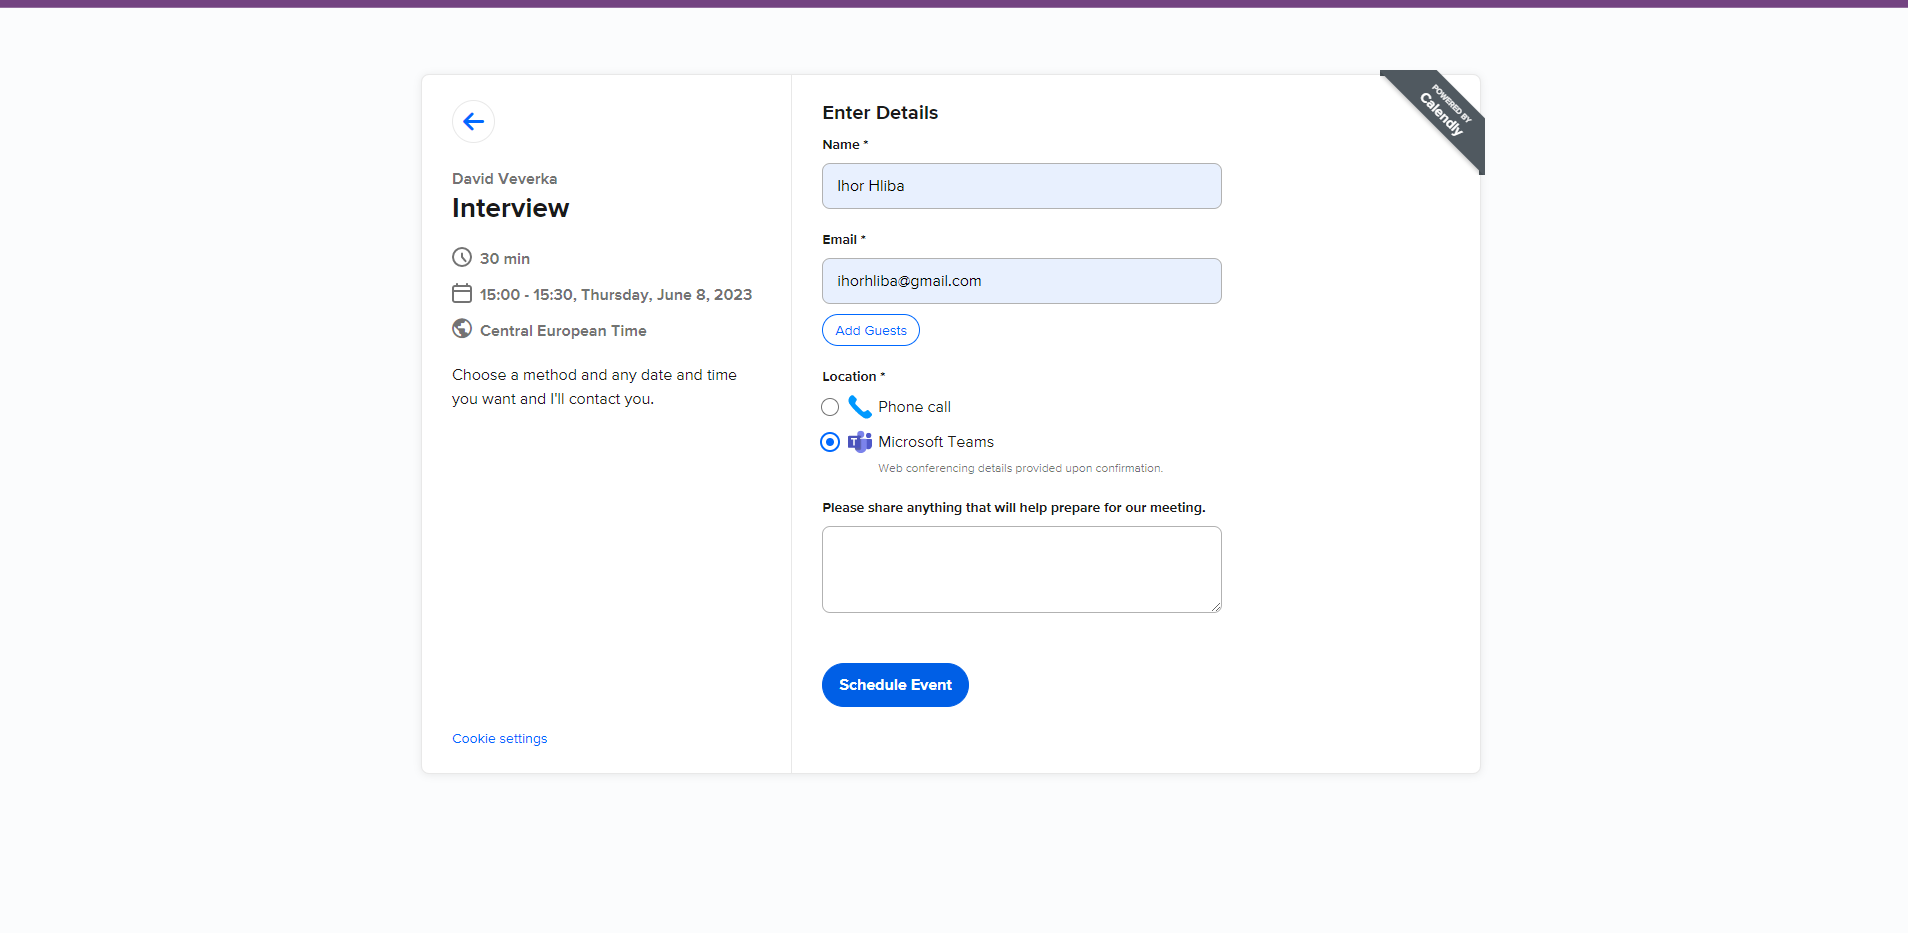 POWERED BY
Calendly
David Veverka
Interview
30 min
15:00 - 15:30, Thursday, June 8, 2023
Central European Time
Choose a method and any date and time
you want and I'll contact you.
Cookie settings
Enter Details
Name *
Ihor Hliba
Email *
ihorhliba@gmail.com
Add Guests
Location *
Phone call
Microsoft Teams
Web conferencing details provided upon confirmation.
Please share anything that will help prepare for our meeting.
Schedule Event